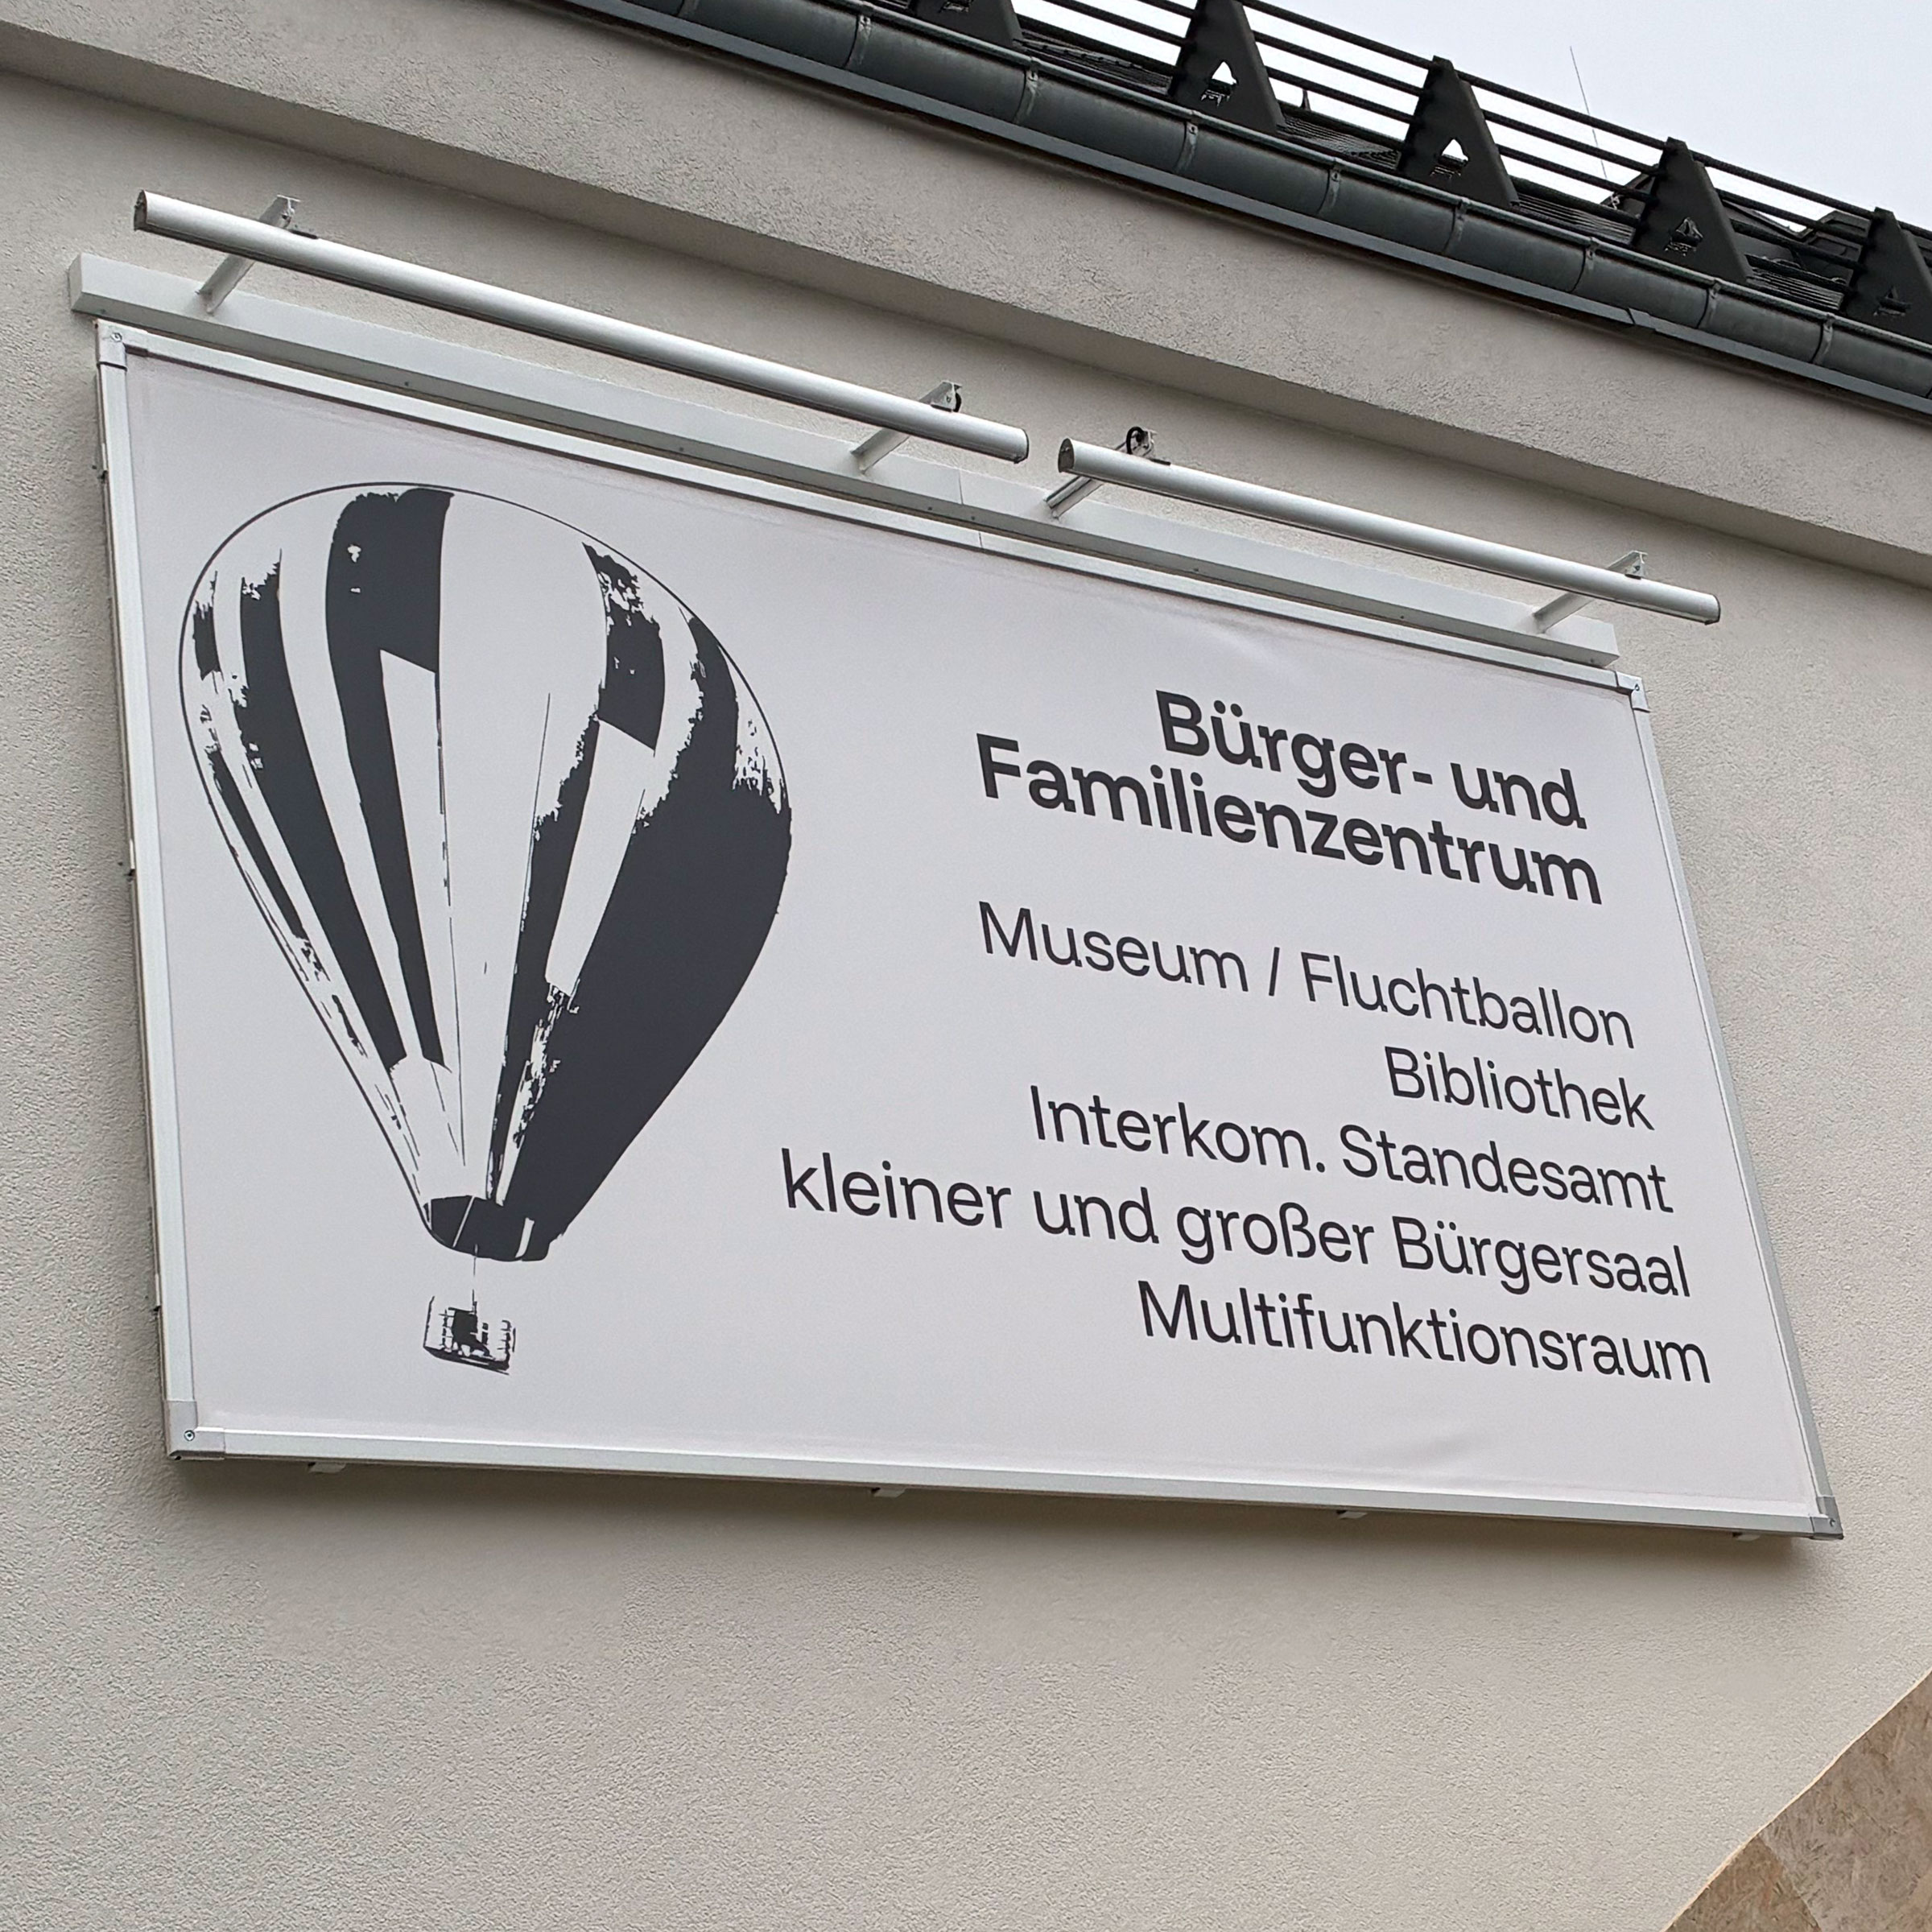 Bürger- und
Familienzentrum
Museum / Fluchtballon
Bibliothek
Interkom. Standesamt
kleiner und großer Bürgersaal
Multifunktionsraum